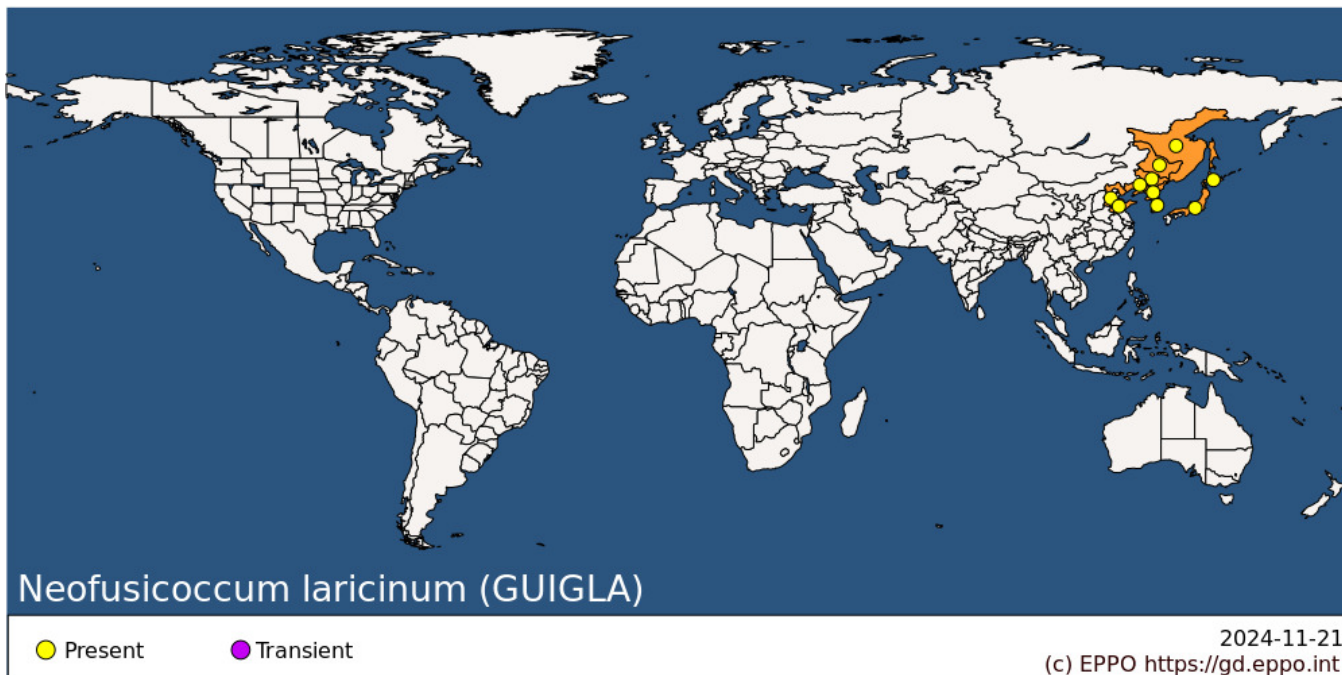 Neofusicoccum laricinum (GUIGLA)
Present
Transient
2024-11-21
(c) EPPO https://gd.eppo.int